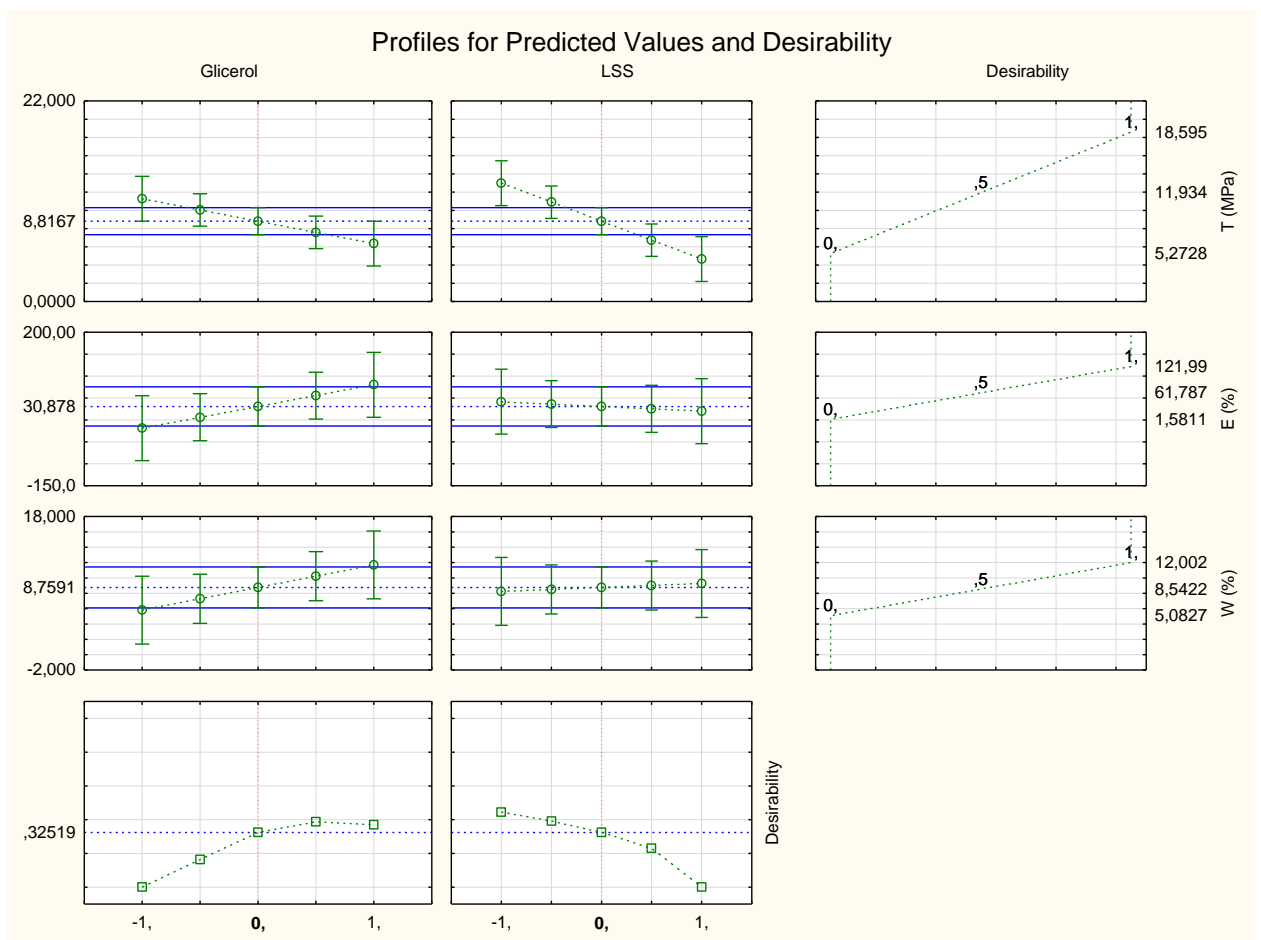 Profiles for Predicted Values and Desirability
Glicerol
LSS
Desirability
22,000
8,8167
0,0000
1,
,5
0,
18,595
11,934
5,2728
T (MPa)
200,00
30,878
-150,0
1,
,5
0,
121,99
61,787
1,5811
E (%)
18,000
8,7591
-2,000
1,
,5
0,
12,002
8,5422
5,0827
W (%)
,32519
Desirability
-1, 0, 1,
-1, 0, 1,